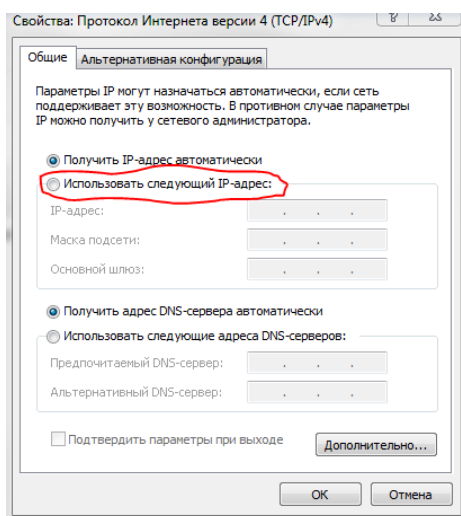 Свойства: Протокол Интернета версии 4 (TCP/IPv4)
Общие
Альтернативная конфигурация
Параметры IP могут назначаться автоматически, если сеть
поддерживает эту возможность. В противном случае параметры
IP можно получить у сетевого администратора.
Получить IP-адрес автоматически
Использовать следующий IP-адрес:
IP-адрес:
Маска подсети:
Основной шлюз:
Получить адрес DNS-сервера автоматически
Использовать следующие адреса DNS-серверов:
Предпочитаемый DNS-сервер:
Альтернативный DNS-сервер:
Подтвердить параметры при выходе
Дополнительно...
ОК
Отмена